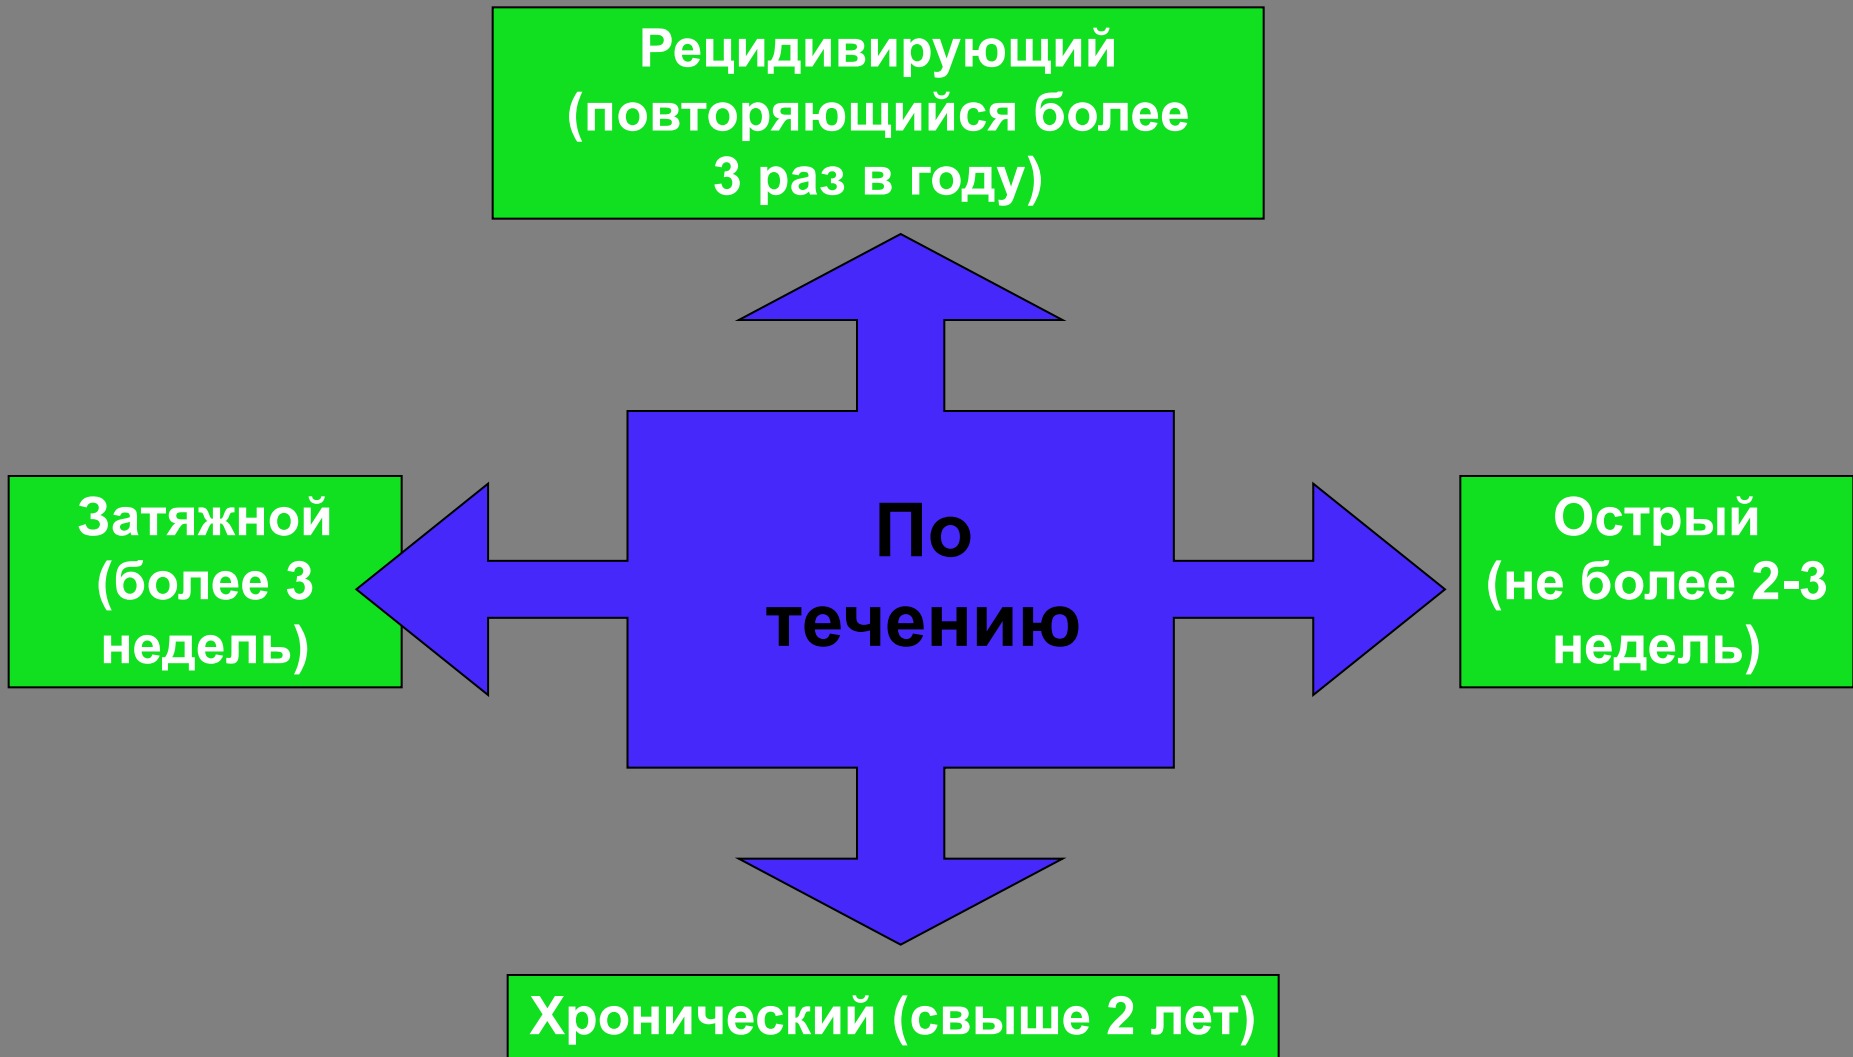 Рецидивирующий
(повторяющийся более
3 раз в году)
Затяжной
(более 3
недель)
По
течению
Острый
(не более 2-3
недель)
Хронический (свыше 2 лет)